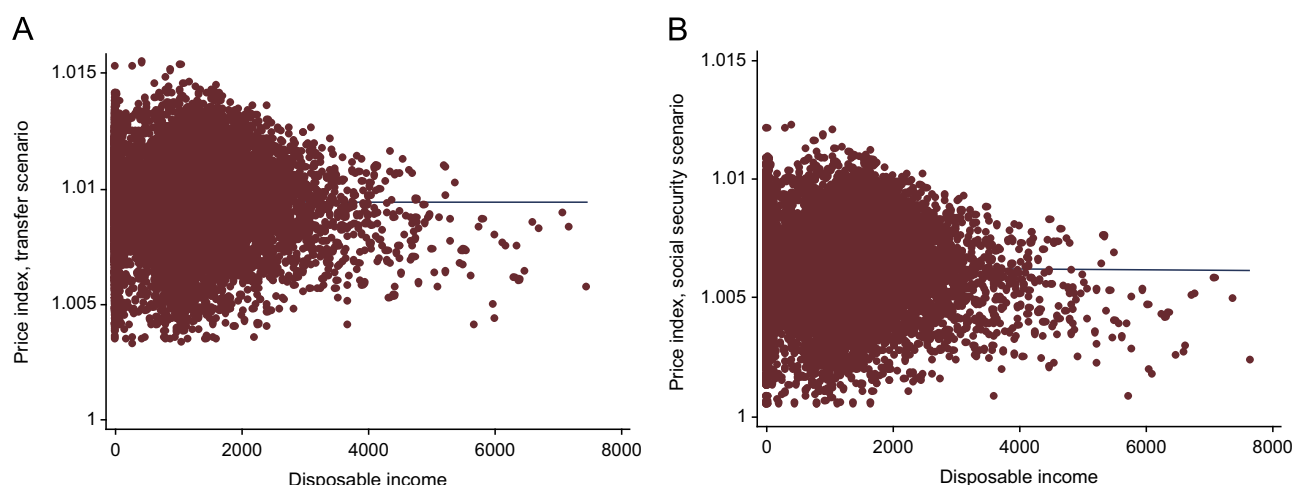 A
Price index, transfer scenario
1.015
1.01
1.005
1
0 2000 4000 6000 8000
Disposable income
B
Price index, social security scenario
1.015
1.01
1.005
1
0 2000 4000 6000 8000
Disposable income